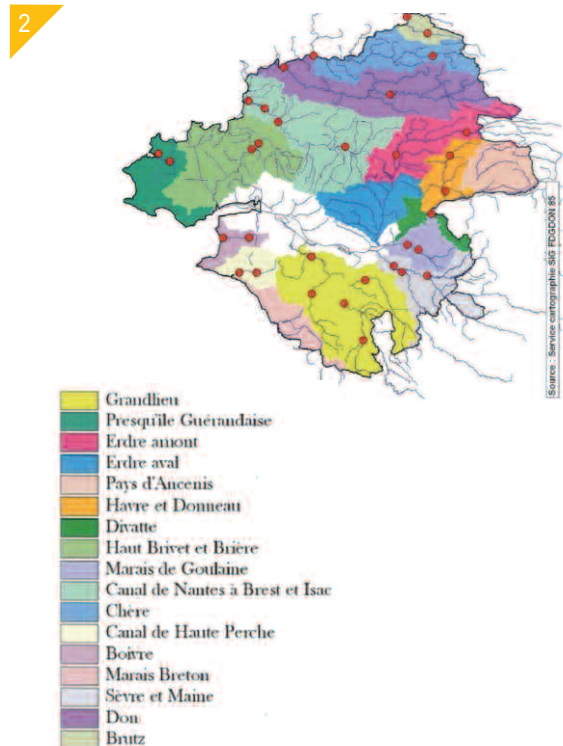 2
Source : Service cartographie SIG FDGDON 85
Grandlieu
Presqu'île Guérandaise
Erdre amont
Erdre aval
Pays d'Ancenis
Havre et Donneau
Divatte
Haut Brivet et Brière
Marais de Goulaine
Canal de Nantes à Brest et Isac
Chère
Canal de Haute Perche
Boivre
Marais Breton
Sèvre et Maine
Don
Brutz